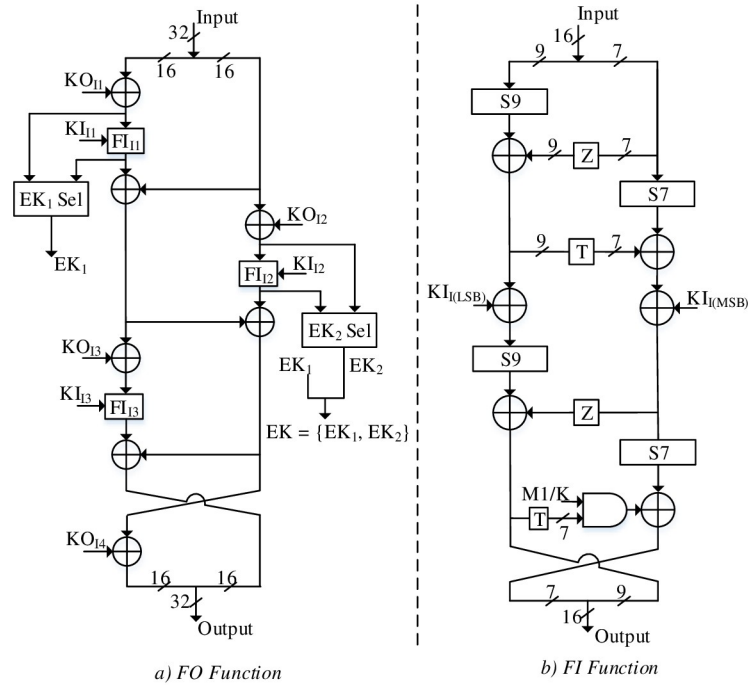 Input
32
16
16
KO_I1
KI_I1
FI_I1
EK_1 Sel
EK_1
KO_I2
KI_I2
FI_I2
EK_2 Sel
EK_1
EK_2
EK = {EK_1, EK_2}
KO_I3
KI_I3
FI_I3
KO_I4
16
16
32
Output
a) FO Function
Input
16
9
7
S9
9
Z
7
S7
9
T
7
KI_I(LSB)
KI_I(MSB)
S9
Z
S7
M1/K
T
7
7
9
16
Output
b) FI Function